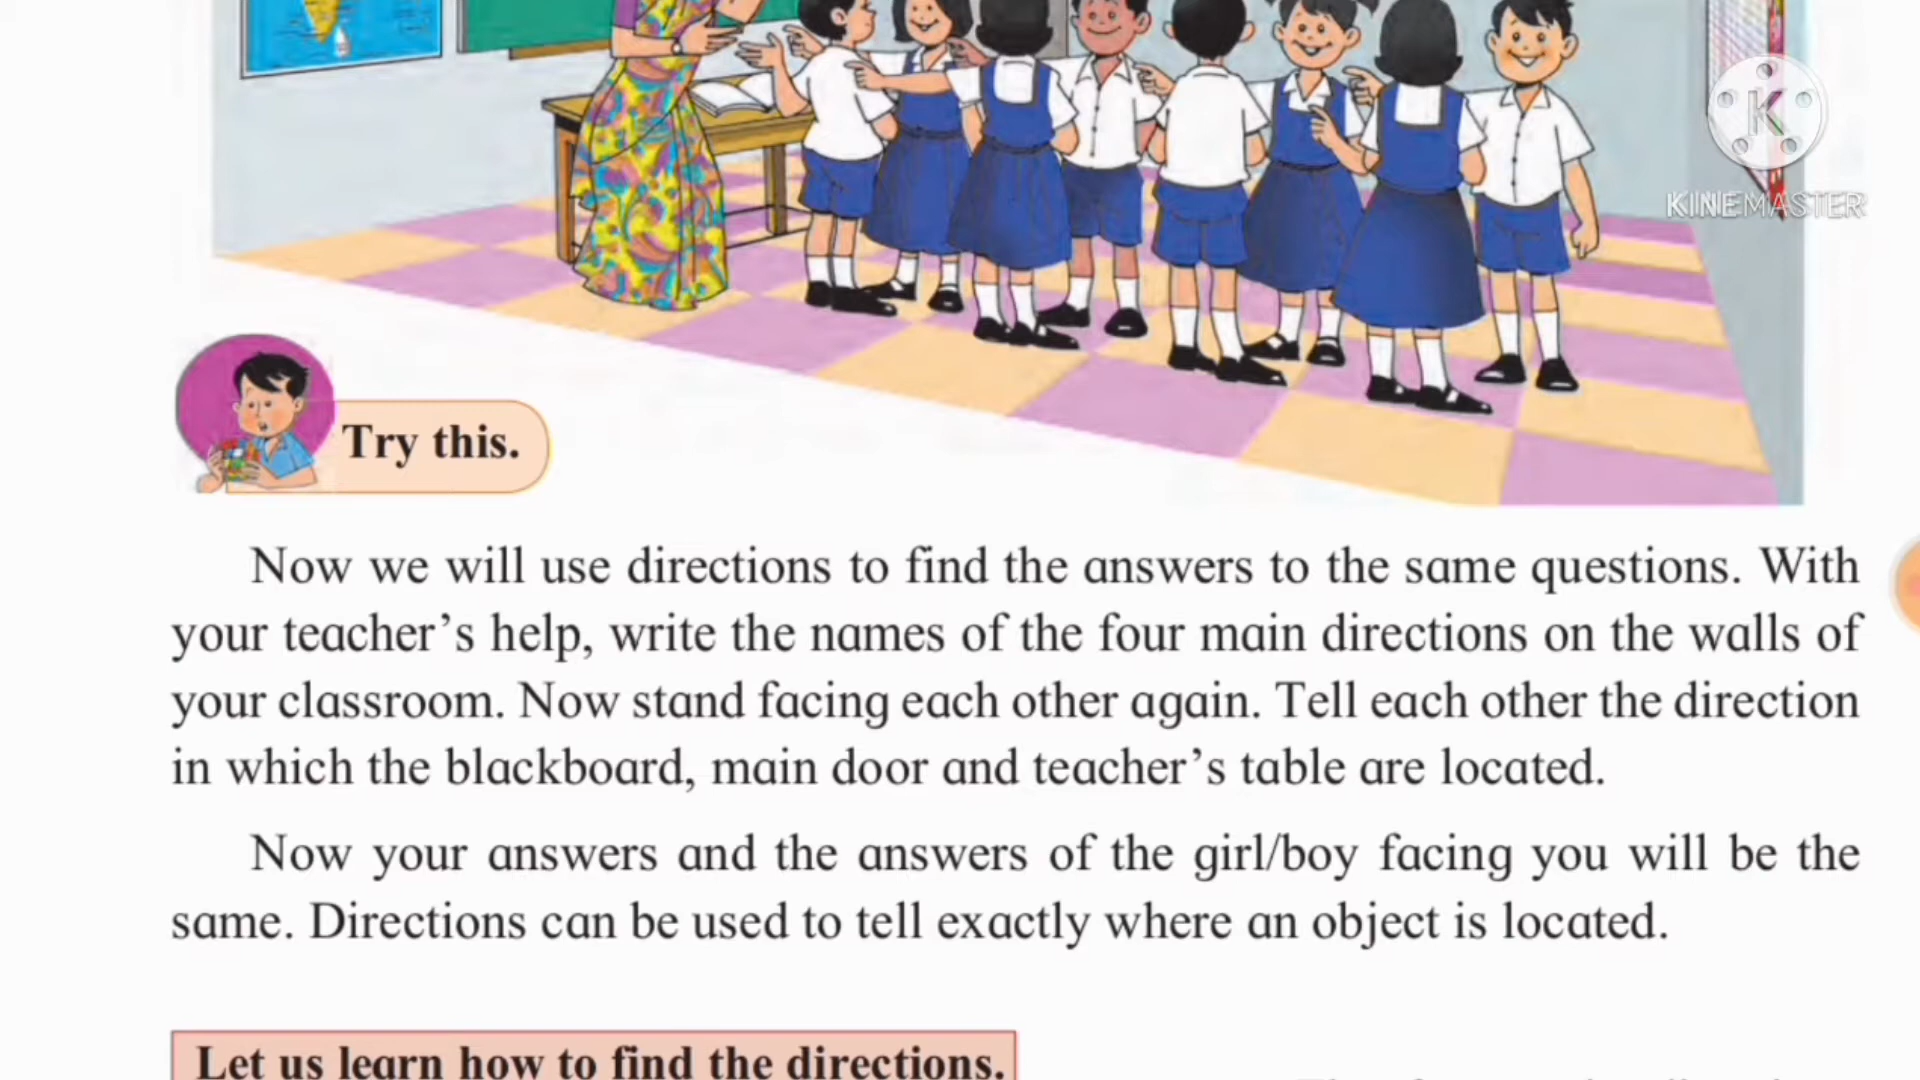 KINEMASTER
Try this.
Now we will use directions to find the answers to the same questions. With
your teacher’s help, write the names of the four main directions on the walls of
your classroom. Now stand facing each other again. Tell each other the direction
in which the blackboard, main door and teacher’s table are located.
Now your answers and the answers of the girl/boy facing you will be the
same. Directions can be used to tell exactly where an object is located.
Let us learn how to find the directions.